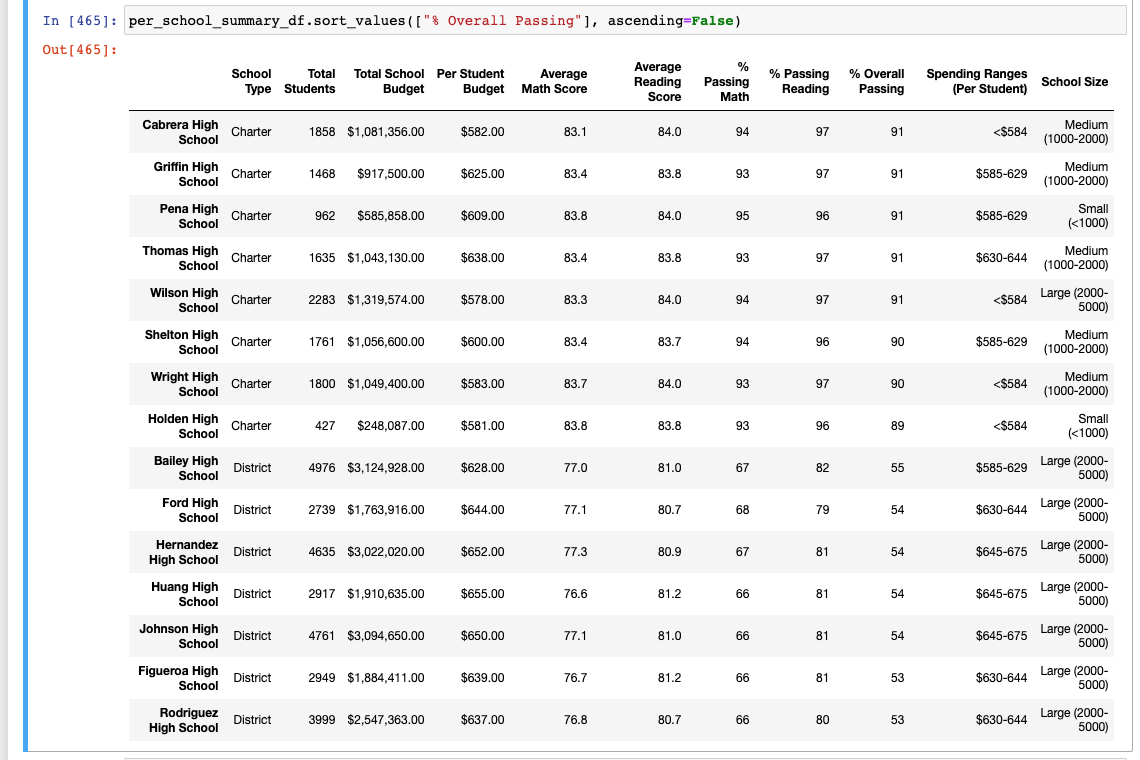 In [465]: per_school_summary_df.sort_values(["% Overall Passing"], ascending=False)
Out[465]:
School Type Total Students Total School Budget Per Student Budget Average Math Score Average Reading Score % Passing Math % Passing Reading % Overall Passing Spending Ranges (Per Student) School Size
Cabrera High School Charter 1858 $1,081,356.00 $582.00 83.1 84.0 94 97 91 <$584 Medium (1000-2000)
Griffin High School Charter 1468 $917,500.00 $625.00 83.4 83.8 93 97 91 $585-629 Medium (1000-2000)
Pena High School Charter 962 $585,858.00 $609.00 83.8 84.0 95 96 91 $585-629 Small (<1000)
Thomas High School Charter 1635 $1,043,130.00 $638.00 83.4 83.8 93 97 91 $630-644 Medium (1000-2000)
Wilson High School Charter 2283 $1,319,574.00 $578.00 83.3 84.0 94 97 91 <$584 Large (2000-5000)
Shelton High School Charter 1761 $1,056,600.00 $600.00 83.4 83.7 94 96 90 $585-629 Medium (1000-2000)
Wright High School Charter 1800 $1,049,400.00 $583.00 83.7 84.0 93 97 90 <$584 Medium (1000-2000)
Holden High School Charter 427 $248,087.00 $581.00 83.8 83.8 93 96 89 <$584 Small (<1000)
Bailey High School District 4976 $3,124,928.00 $628.00 77.0 81.0 67 82 55 $585-629 Large (2000-5000)
Ford High School District 2739 $1,763,916.00 $644.00 77.1 80.7 68 79 54 $630-644 Large (2000-5000)
Hernandez High School District 4635 $3,022,020.00 $652.00 77.3 80.9 67 81 54 $645-675 Large (2000-5000)
Huang High School District 2917 $1,910,635.00 $655.00 76.6 81.2 66 81 54 $645-675 Large (2000-5000)
Johnson High School District 4761 $3,094,650.00 $650.00 77.1 81.0 66 81 54 $645-675 Large (2000-5000)
Figueroa High School District 2949 $1,884,411.00 $639.00 76.7 81.2 66 81 53 $630-644 Large (2000-5000)
Rodriguez High School District 3999 $2,547,363.00 $637.00 76.8 80.7 66 80 53 $630-644 Large (2000-5000)